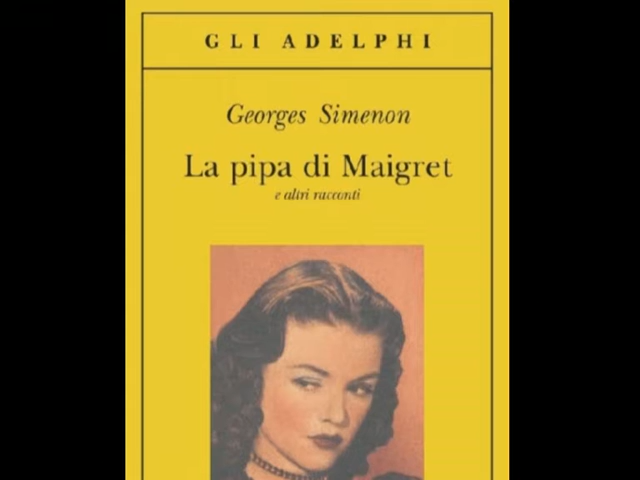 GLI ADELPHI
Georges Simenon
La pipa di Maigret
e altri racconti